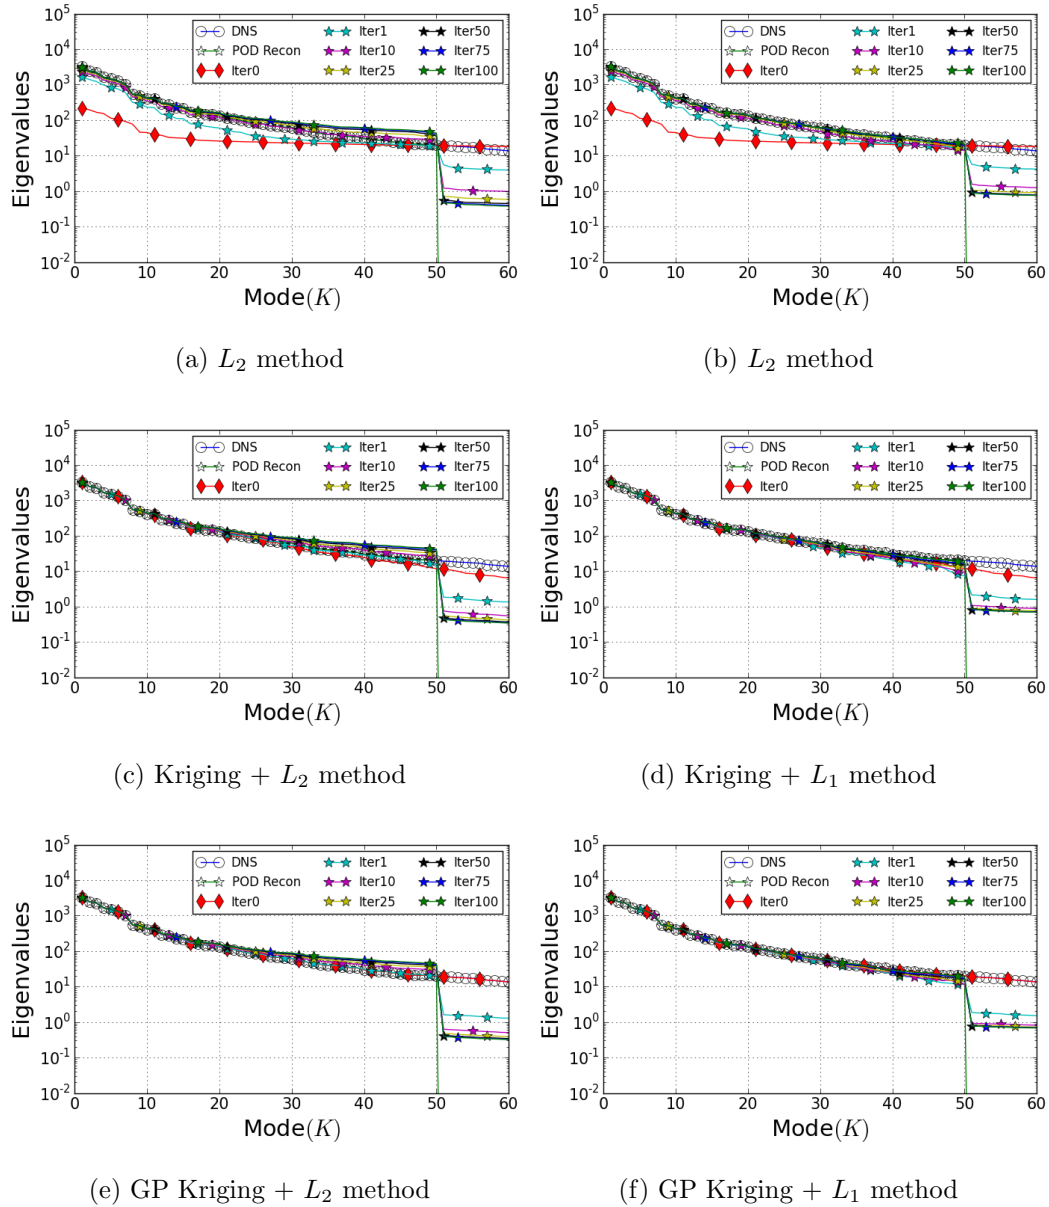 10^5
10^4
10^3
10^2
10^1
10^0
10^-1
10^-2
Eigenvalues
DNS Iter1 Iter50
POD Recon Iter10 Iter75
Iter0 Iter25 Iter100
0 10 20 30 40 50 60
Mode(K)
(a) L₂ method
10^5
10^4
10^3
10^2
10^1
10^0
10^-1
10^-2
Eigenvalues
DNS Iter1 Iter50
POD Recon Iter10 Iter75
Iter0 Iter25 Iter100
0 10 20 30 40 50 60
Mode(K)
(b) L₂ method
10^5
10^4
10^3
10^2
10^1
10^0
10^-1
10^-2
Eigenvalues
DNS Iter1 Iter50
POD Recon Iter10 Iter75
Iter0 Iter25 Iter100
0 10 20 30 40 50 60
Mode(K)
(c) Kriging + L₂ method
10^5
10^4
10^3
10^2
10^1
10^0
10^-1
10^-2
Eigenvalues
DNS Iter1 Iter50
POD Recon Iter10 Iter75
Iter0 Iter25 Iter100
0 10 20 30 40 50 60
Mode(K)
(d) Kriging + L₁ method
10^5
10^4
10^3
10^2
10^1
10^0
10^-1
10^-2
Eigenvalues
DNS Iter1 Iter50
POD Recon Iter10 Iter75
Iter0 Iter25 Iter100
0 10 20 30 40 50 60
Mode(K)
(e) GP Kriging + L₂ method
10^5
10^4
10^3
10^2
10^1
10^0
10^-1
10^-2
Eigenvalues
DNS Iter1 Iter50
POD Recon Iter10 Iter75
Iter0 Iter25 Iter100
0 10 20 30 40 50 60
Mode(K)
(f) GP Kriging + L₁ method